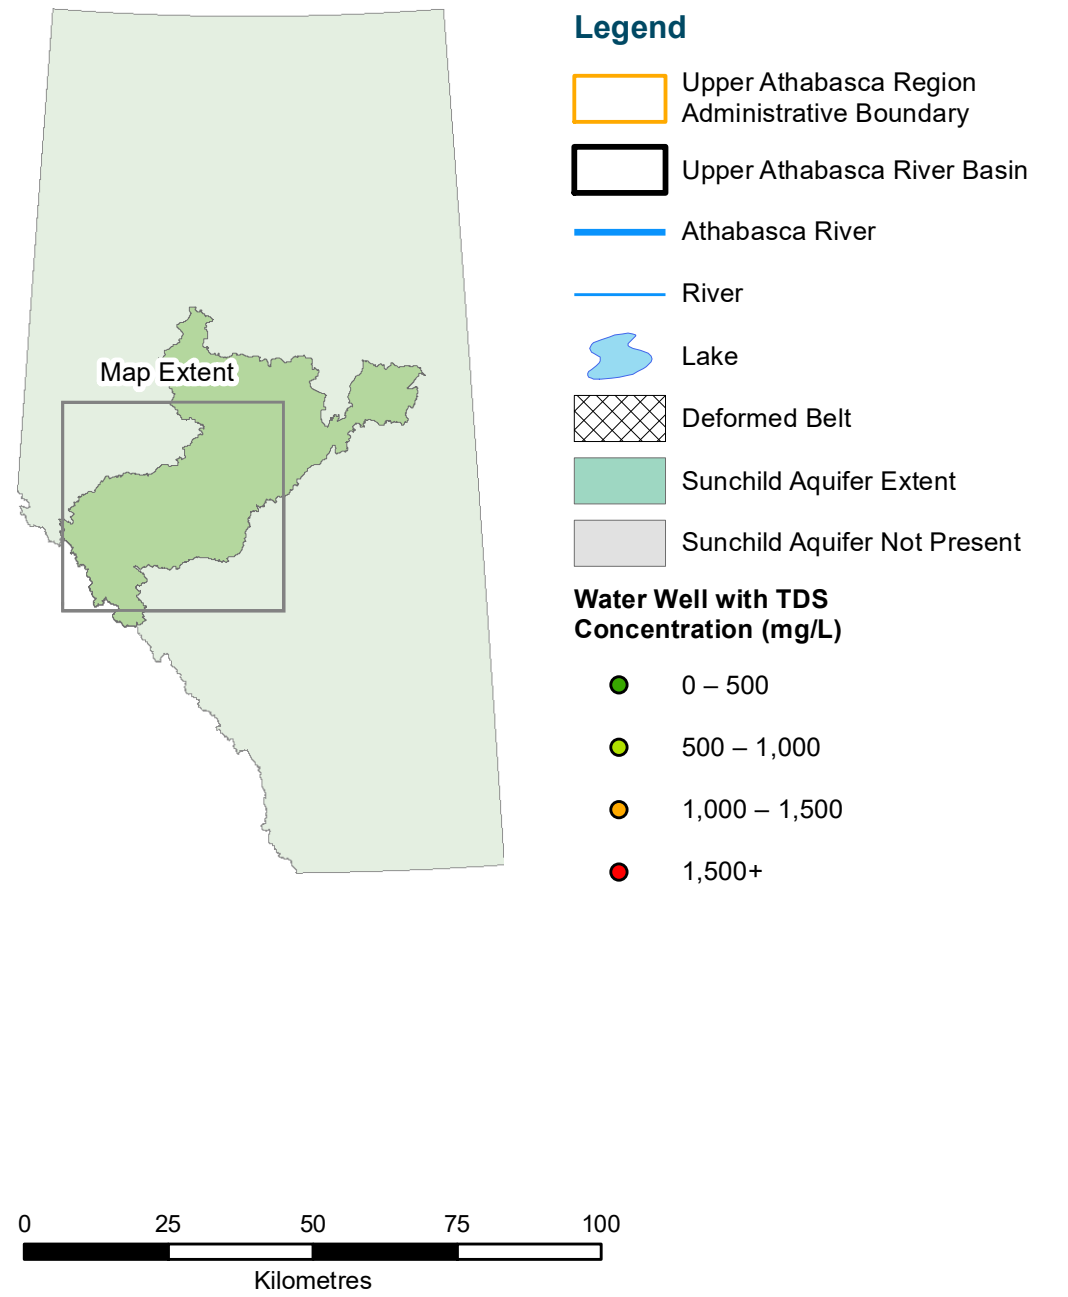 Legend
Upper Athabasca Region
Administrative Boundary
Upper Athabasca River Basin
Athabasca River
River
Lake
Deformed Belt
Sunchild Aquifer Extent
Sunchild Aquifer Not Present
Water Well with TDS
Concentration (mg/L)
0 – 500
500 – 1,000
1,000 – 1,500
1,500+
Map Extent
0 25 50 75 100
Kilometres